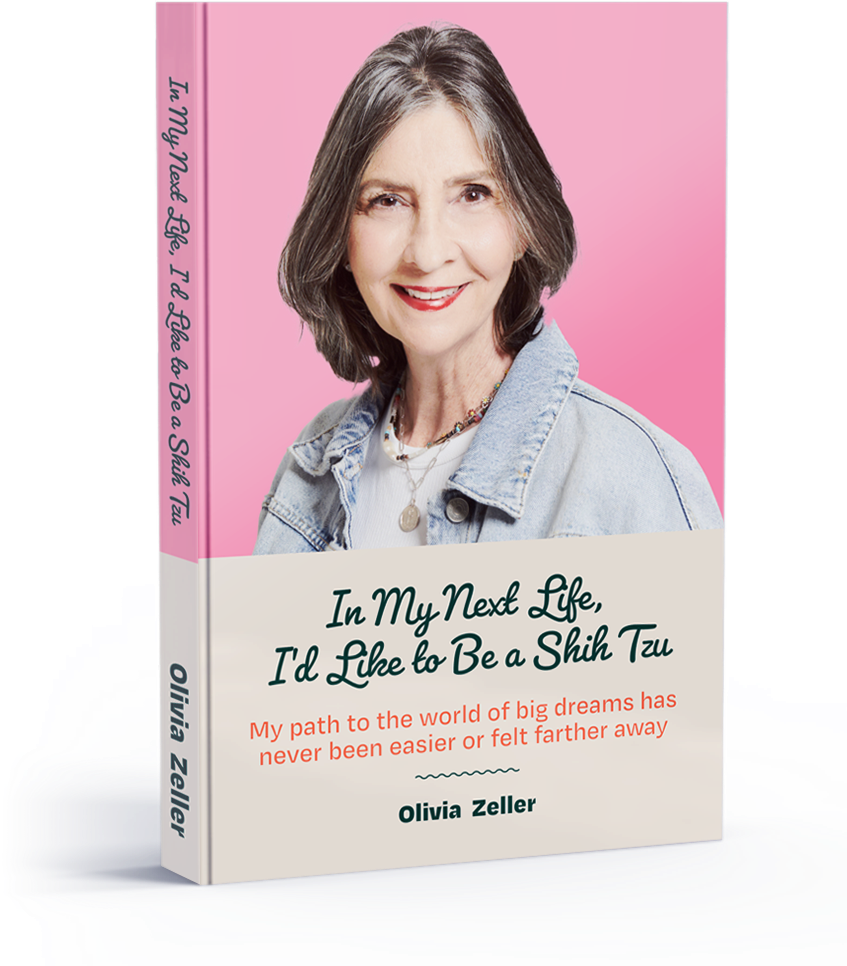 In My Next Life, I'd Like to Be a Shih Tzu
Olivia Zeller
In My Next Life,
I'd Like to Be a Shih Tzu
My path to the world of big dreams has
never been easier or felt farther away
Olivia Zeller